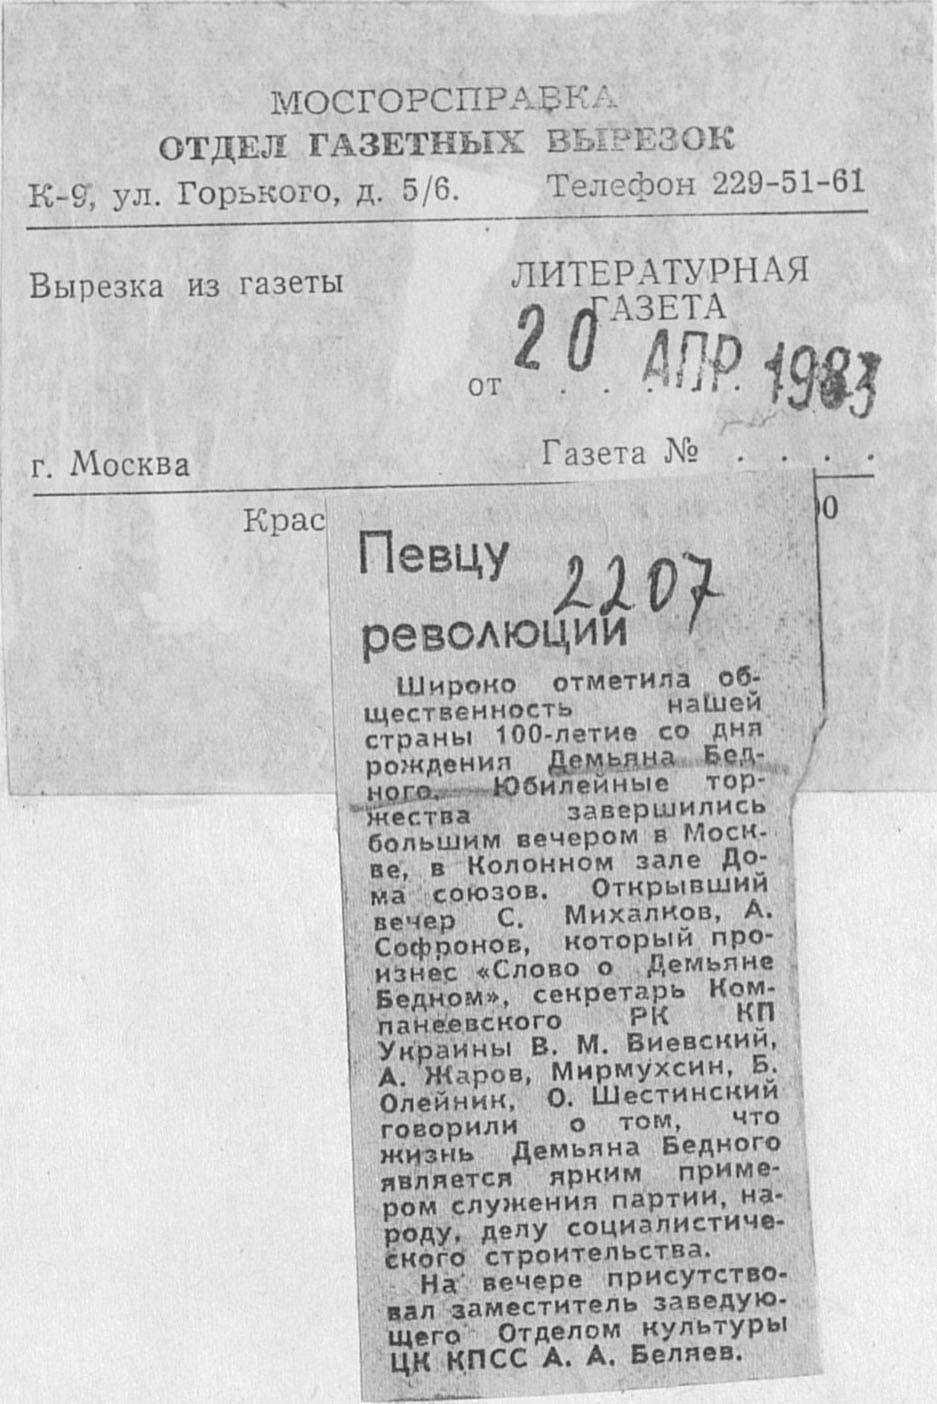 МОСГОРСПРАВКА
ОТДЕЛ ГАЗЕТНЫХ ВЫРЕЗОК
К-9, ул. Горького, д. 5/6. Телефон 229-51-61
Вырезка из газеты ЛИТЕРАТУРНАЯ
ГАЗЕТА
от 20 АПР 1983
г. Москва Газета № . . . .
Певцу
2207
революции
Широко отметила об-
щественность нашей
страны 100-летие со дня
рождения Демьяна Бед-
ного. Юбилейные тор-
жества завершились
большим вечером в Моск-
ве, в Колонном зале До-
ма союзов. Открывший
вечер С. Михалков, А.
Софронов, который про-
изнес «Слово о Демьяне
Бедном», секретарь Ком-
панеевского РК КП
Украины В. М. Виевский,
А. Жаров, Мирмухсин, Б.
Олейник, О. Шестинский
говорили о том, что
жизнь Демьяна Бедного
является ярким приме-
ром служения партии, на-
роду, делу социалистиче-
ского строительства.
На вечере присутство-
вал заместитель заведую-
щего Отделом культуры
ЦК КПСС А. А. Беляев.